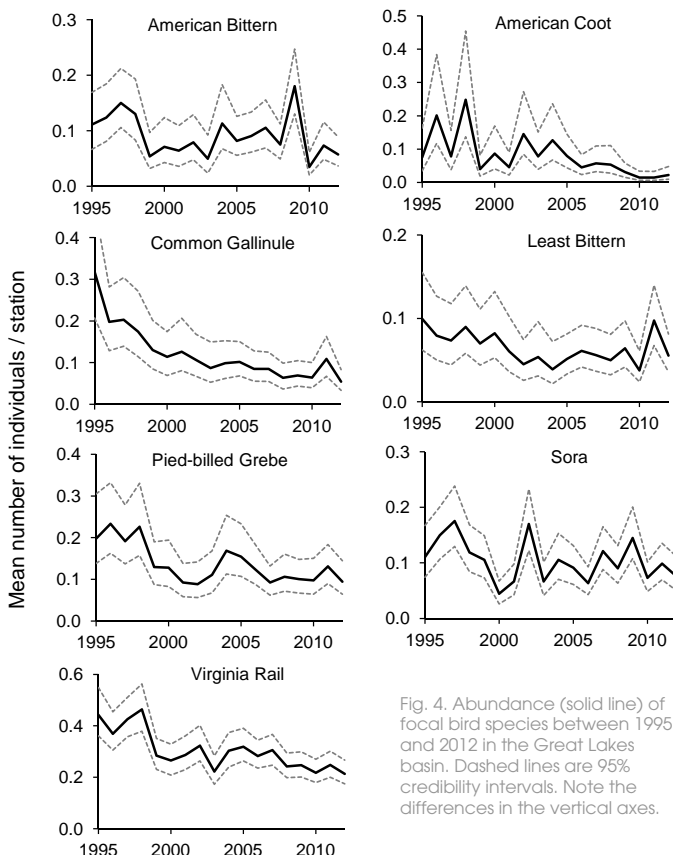 Mean number of individuals / station
American Bittern
0.3
0.2
0.1
0.0
1995 2000 2005 2010
American Coot
0.5
0.4
0.3
0.2
0.1
0.0
1995 2000 2005 2010
Common Gallinule
0.4
0.3
0.2
0.1
0.0
1995 2000 2005 2010
Least Bittern
0.2
0.1
0.0
1995 2000 2005 2010
Pied-billed Grebe
0.4
0.3
0.2
0.1
0.0
1995 2000 2005 2010
Sora
0.3
0.2
0.1
0.0
1995 2000 2005 2010
Virginia Rail
0.6
0.4
0.2
0.0
1995 2000 2005 2010
Fig. 4. Abundance (solid line) of
focal bird species between 1995
and 2012 in the Great Lakes
basin. Dashed lines are 95%
credibility intervals. Note the
differences in the vertical axes.